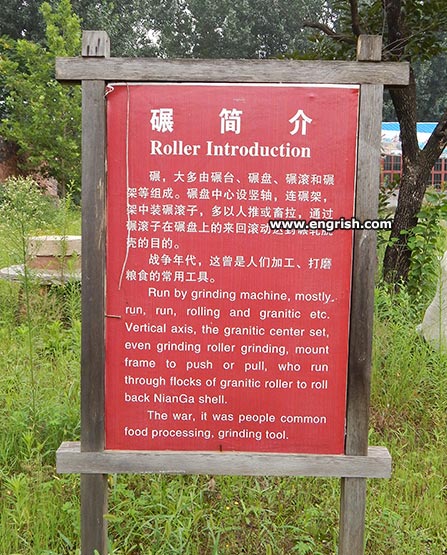 碾 简 介
Roller Introduction
碾，大多由碾台、碾盘、碾滚和碾
架等组成。碾盘中心设竖轴，连碾架，
架中装碾滚子，多以人推或畜拉，通过
碾滚子在碾盘上的来回滚动达到碾轧脱
壳的目的。
www.engrish.com
战争年代，这曾是人们加工、打磨
粮食的常用工具。
Run by grinding machine, mostly
run, run, rolling and granitic etc.
Vertical axis, the granitic center set,
even grinding roller grinding, mount
frame to push or pull, who run
through flocks of granitic roller to roll
back NianGa shell.
The war, it was people common
food processing, grinding tool.